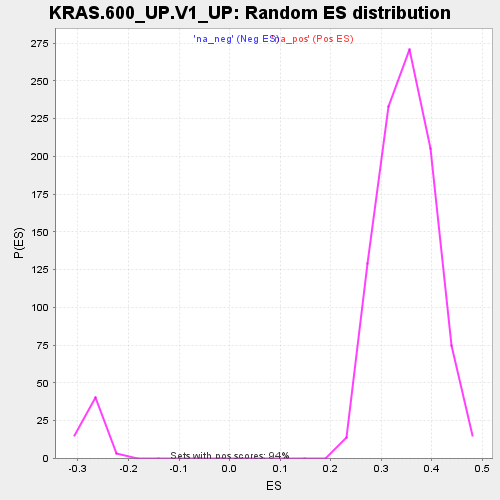 KRAS.600_UP.V1_UP: Random ES distribution
'na_neg' (Neg ES) 'na_pos' (Pos ES)
275
250
225
200
175
150
125
100
75
50
25
0
P(ES)
Sets with pos scores: 94%
-0.3 -0.2 -0.1 0.0 0.1 0.2 0.3 0.4 0.5
ES